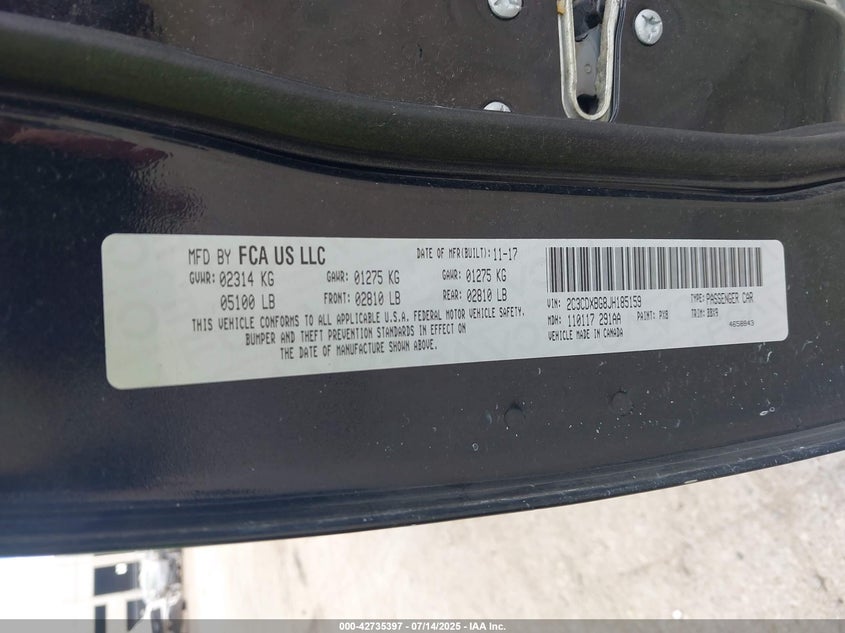 MFD BY FCA US LLC DATE OF MFR(BUILT): 11-17
GVWR: 02314 KG GAWR: 01275 KG GAWR: 01275 KG
05100 LB FRONT: 02810 LB REAR: 02810 LB
THIS VEHICLE CONFORMS TO ALL APPLICABLE U.S.A. FEDERAL MOTOR VEHICLE SAFETY,
BUMPER AND THEFT PREVENTION STANDARDS IN EFFECT ON
THE DATE OF MANUFACTURE SHOWN ABOVE.
VIN: 2C3CDXBG8JH185159 TYPE: PASSENGER CAR
MDH: 110117 291AA PAINT: PX8 TRIM: BBX9
VEHICLE MADE IN CANADA 4658843
000-42735397 - 07/14/2025 - IAA Inc.